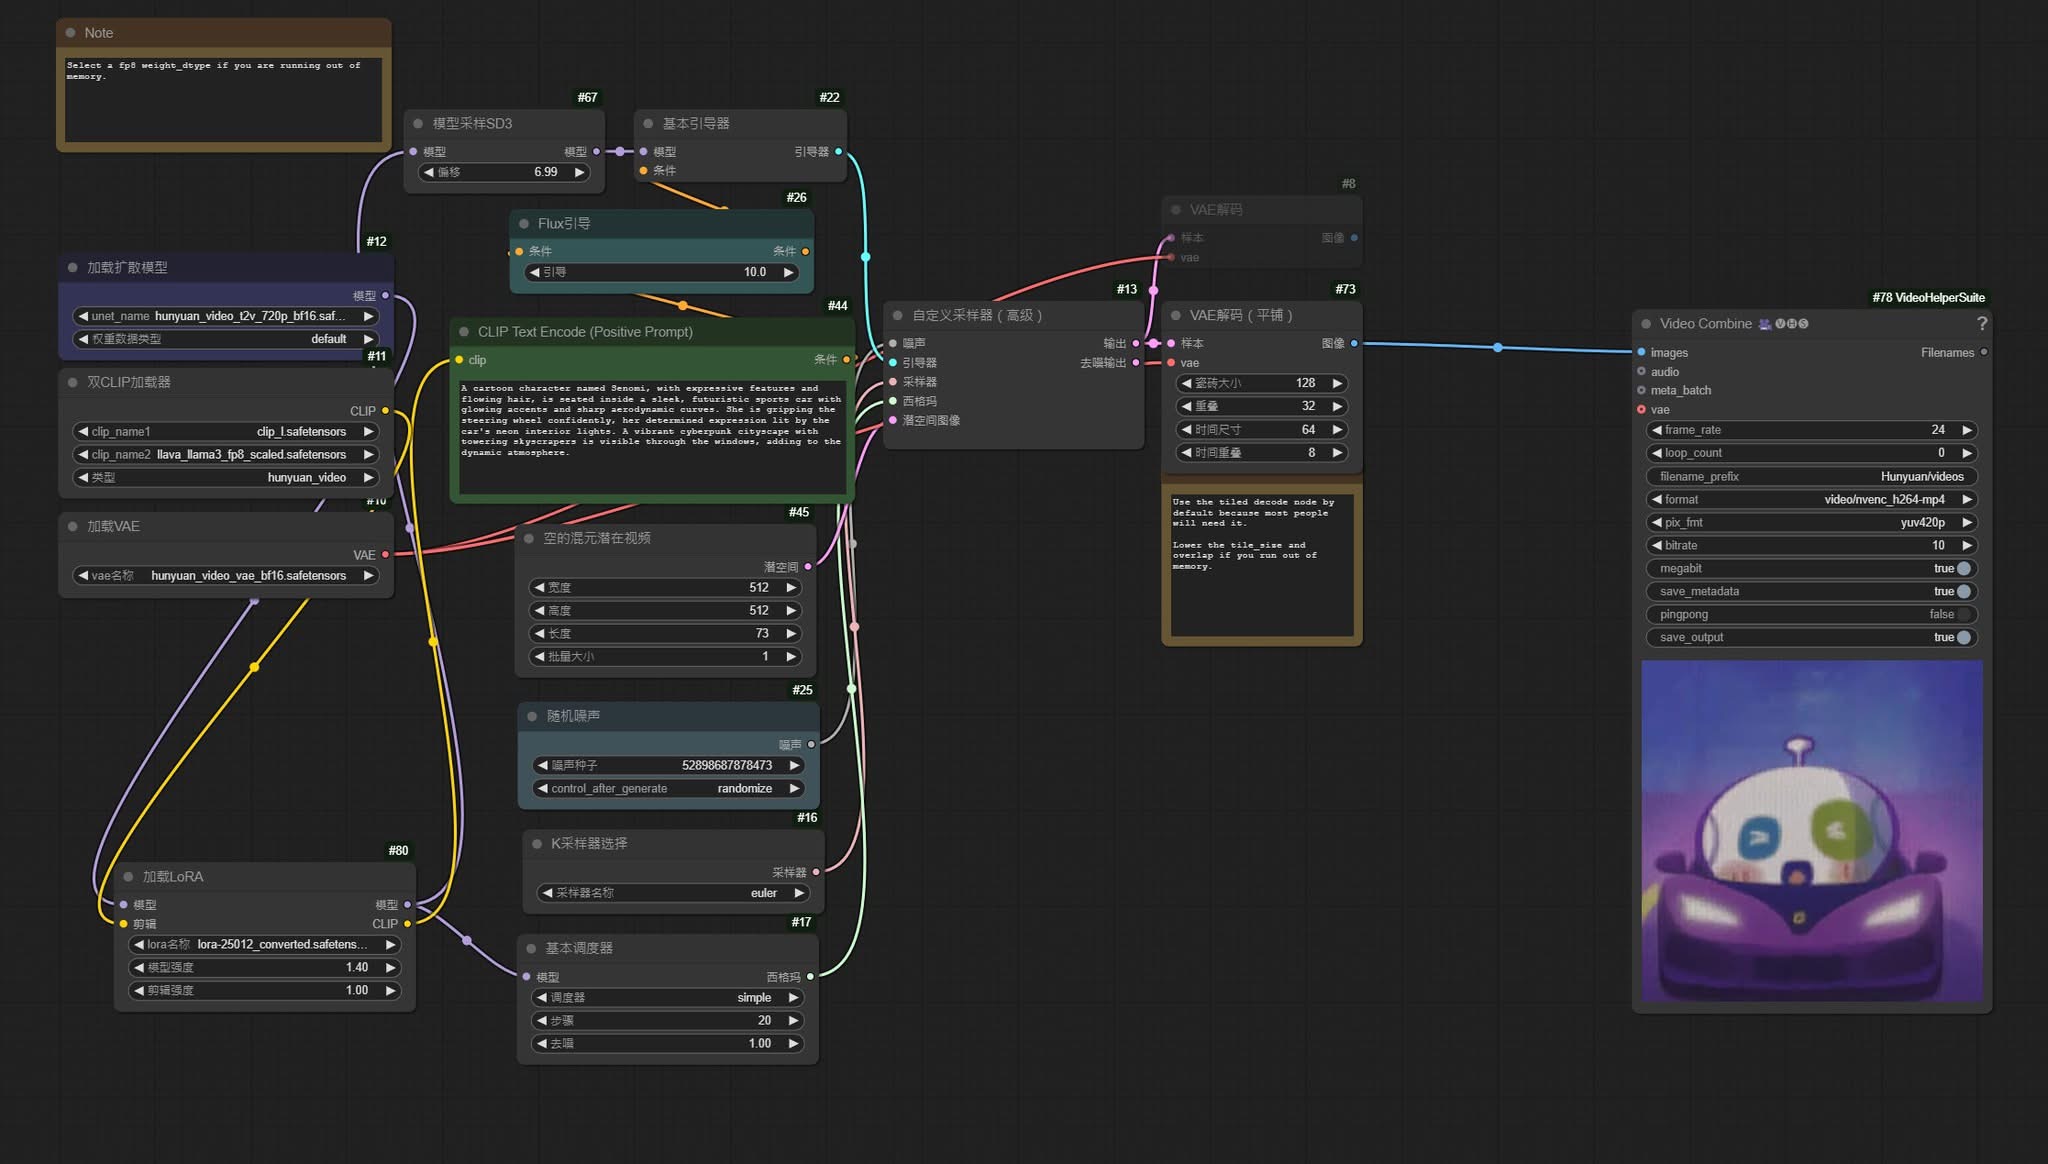 Note
Select a fp8 weight_dtype if you are running out of
memory.
#67
模型采样SD3
模型 模型
偏移 6.99
#22
基本引导器
模型 引导器
条件
#26
Flux引导
条件 条件
引导 10.0
#12
加载扩散模型
模型
unet_name hunyuan_video_t2v_720p_bf16.saf...
权重数据类型 default
#11
双CLIP加载器
CLIP
clip_name1 clip_l.safetensors
clip_name2 llava_llama3_fp8_scaled.safetensors
类型 hunyuan_video
#10
加载VAE
VAE
vae名称 hunyuan_video_vae_bf16.safetensors
#44
CLIP Text Encode (Positive Prompt)
clip 条件
A cartoon character named Senomi, with expressive features and
flowing hair, is seated inside a sleek, futuristic sports car with
glowing accents and sharp aerodynamic curves. She is gripping the
steering wheel confidently, her determined expression lit by the
car's neon interior lights. A vibrant cyberpunk cityscape with
towering skyscrapers is visible through the windows, adding to the
dynamic atmosphere.
#45
空的混元潜在视频
潜空间
宽度 512
高度 512
长度 73
批量大小 1
#25
随机噪声
噪声
噪声种子 52898687878473
control_after_generate randomize
#16
K采样器选择
采样器
采样器名称 euler
#17
基本调度器
模型 西格玛
调度器 simple
步骤 20
去噪 1.00
#80
加载LoRA
模型 模型
剪辑 CLIP
lora名称 lora-25012_converted.safetens...
模型强度 1.40
剪辑强度 1.00
#13
自定义采样器（高级）
噪声 输出
引导器 去噪输出
采样器
西格玛
潜空间图像
#8
VAE解码
样本 图像
vae
#73
VAE解码（平铺）
样本 图像
vae
瓷砖大小 128
重叠 32
时间尺寸 64
时间重叠 8
Use the tiled decode node by
default because most people
will need it.
Lower the tile_size and
overlap if you run out of
memory.
#78 VideoHelperSuite
Video Combine 🎥🅥🅗🅢 ?
images Filenames
audio
meta_batch
vae
frame_rate 24
loop_count 0
filename_prefix Hunyuan/videos
format video/nvenc_h264-mp4
pix_fmt yuv420p
bitrate 10
megabit true
save_metadata true
pingpong false
save_output true